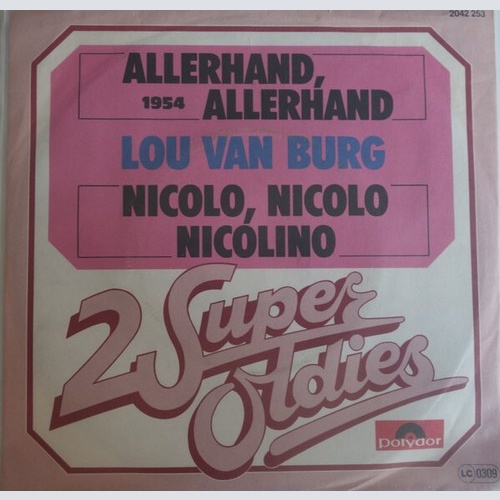 2042 253
ALLERHAND,
1954 ALLERHAND
LOU VAN BURG
NICOLO, NICOLO
NICOLINO
2 Super
Oldies
polydor
LC 0309